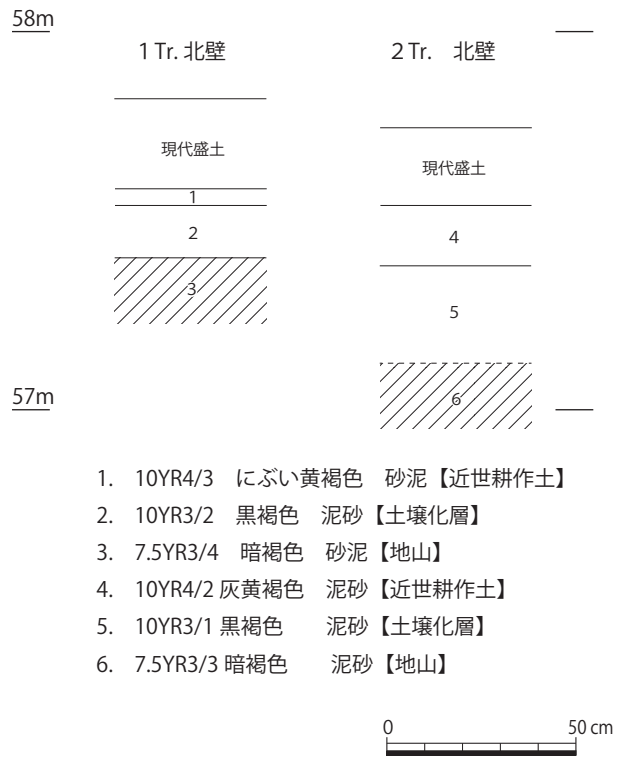 58m
1 Tr. 北壁
2 Tr.　北壁
現代盛土
現代盛土
1
2
4
3
5
57m
6
1.　10YR4/3　にぶい黄褐色　砂泥【近世耕作土】
2.　10YR3/2　黒褐色　泥砂【土壌化層】
3.　7.5YR3/4　暗褐色　砂泥【地山】
4.　10YR4/2 灰黄褐色　泥砂【近世耕作土】
5.　10YR3/1 黒褐色　　泥砂【土壌化層】
6.　7.5YR3/3 暗褐色　　泥砂【地山】
0　50 cm